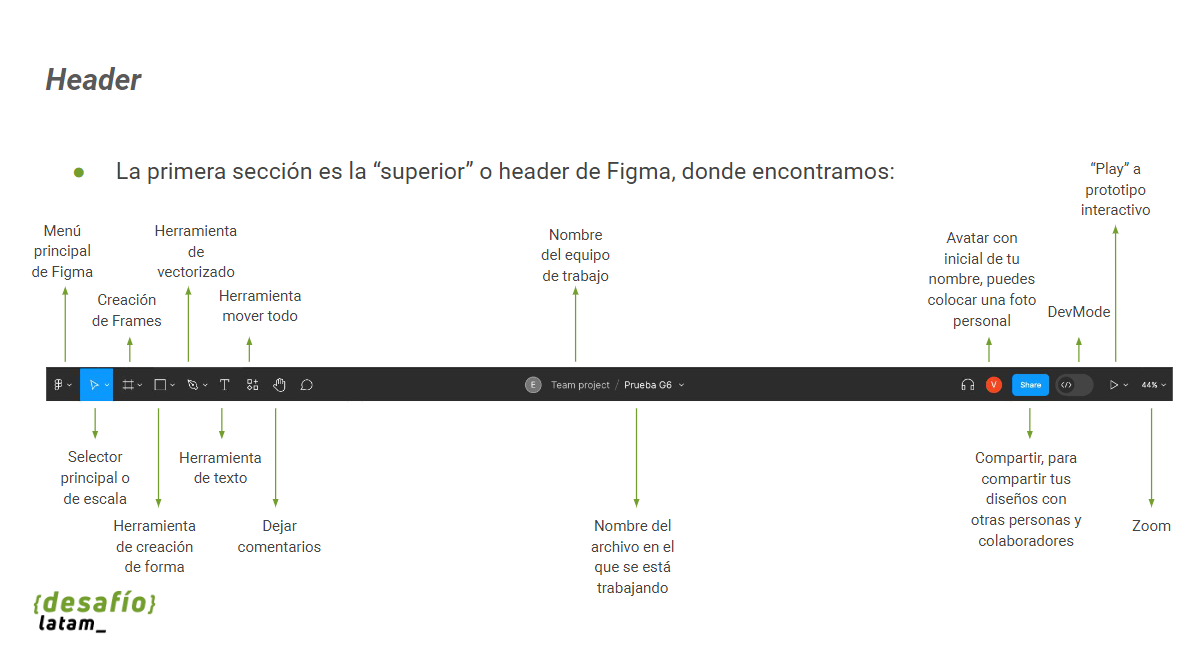 Header
● La primera sección es la “superior” o header de Figma, donde encontramos:
“Play” a
prototipo
interactivo
Menú
principal
de Figma
Herramienta
de
vectorizado
Nombre
del equipo
de trabajo
Avatar con
inicial de tu
nombre, puedes
colocar una foto
personal
Creación
de Frames
Herramienta
mover todo
DevMode
E Team project / Prueba G6
V
Share
44%
Selector
principal o
de escala
Herramienta
de texto
Compartir, para
compartir tus
diseños con
otras personas y
colaboradores
Herramienta
de creación
de forma
Dejar
comentarios
Nombre del
archivo en el
que se está
trabajando
Zoom
{desafío}
latam_